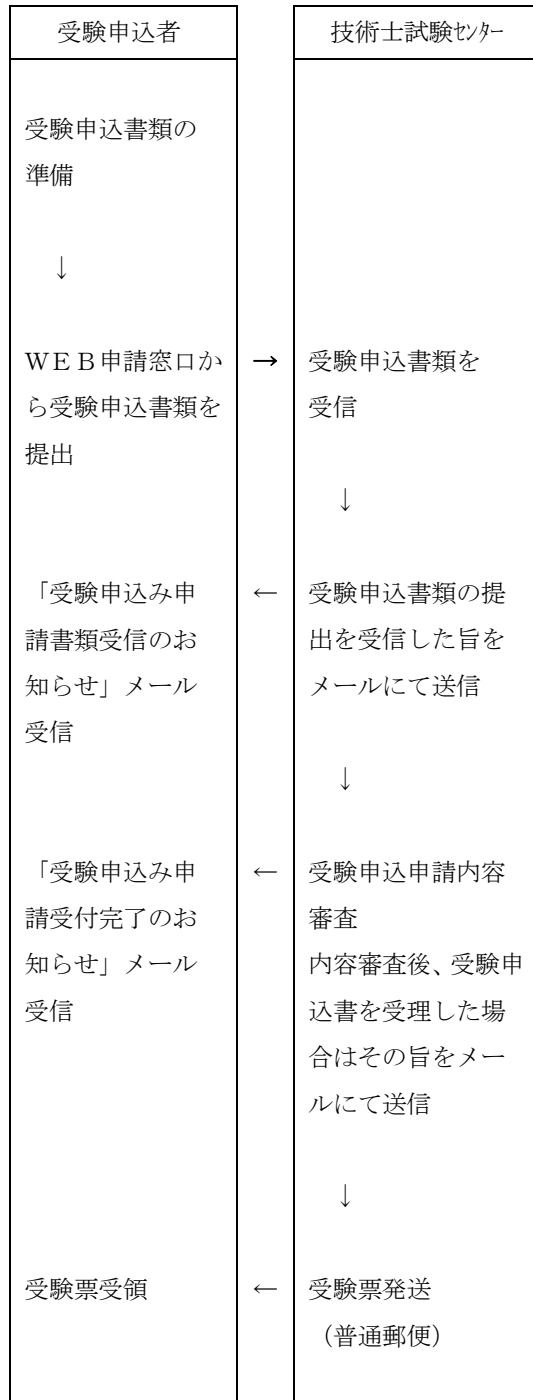 受験申込者
技術士試験ｾﾝﾀｰ
受験申込書類の
準備
↓
ＷＥＢ申請窓口か
ら受験申込書類を
提出
→
受験申込書類を
受信
↓
「受験申込み申
請書類受信のお
知らせ」メール
受信
←
受験申込書類の提
出を受信した旨を
メールにて送信
↓
「受験申込み申
請受付完了のお
知らせ」メール
受信
←
受験申込申請内容
審査
内容審査後、受験申
込書を受理した場
合はその旨をメー
ルにて送信
↓
受験票受領
←
受験票発送
（普通郵便）